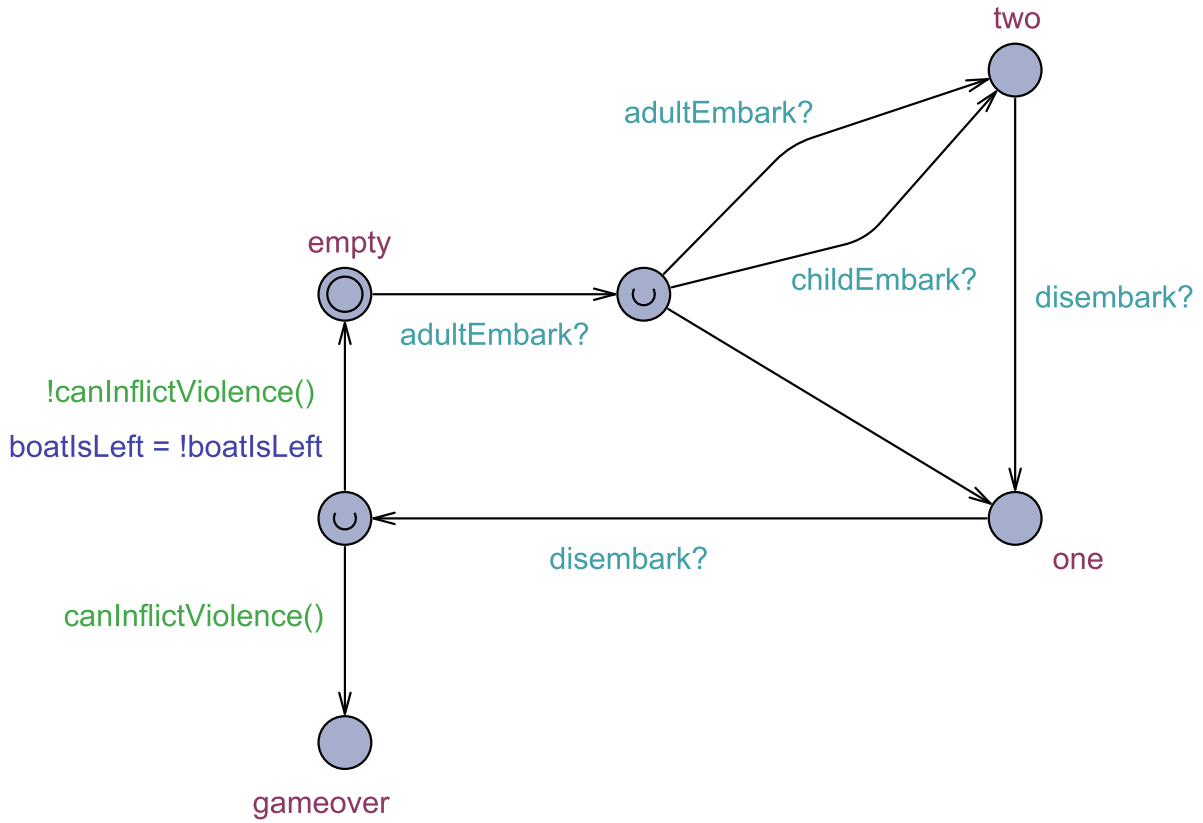 two
adultEmbark?
empty
childEmbark?
disembark?
adultEmbark?
!canInflictViolence()
boatIsLeft = !boatIsLeft
disembark?
one
canInflictViolence()
gameover